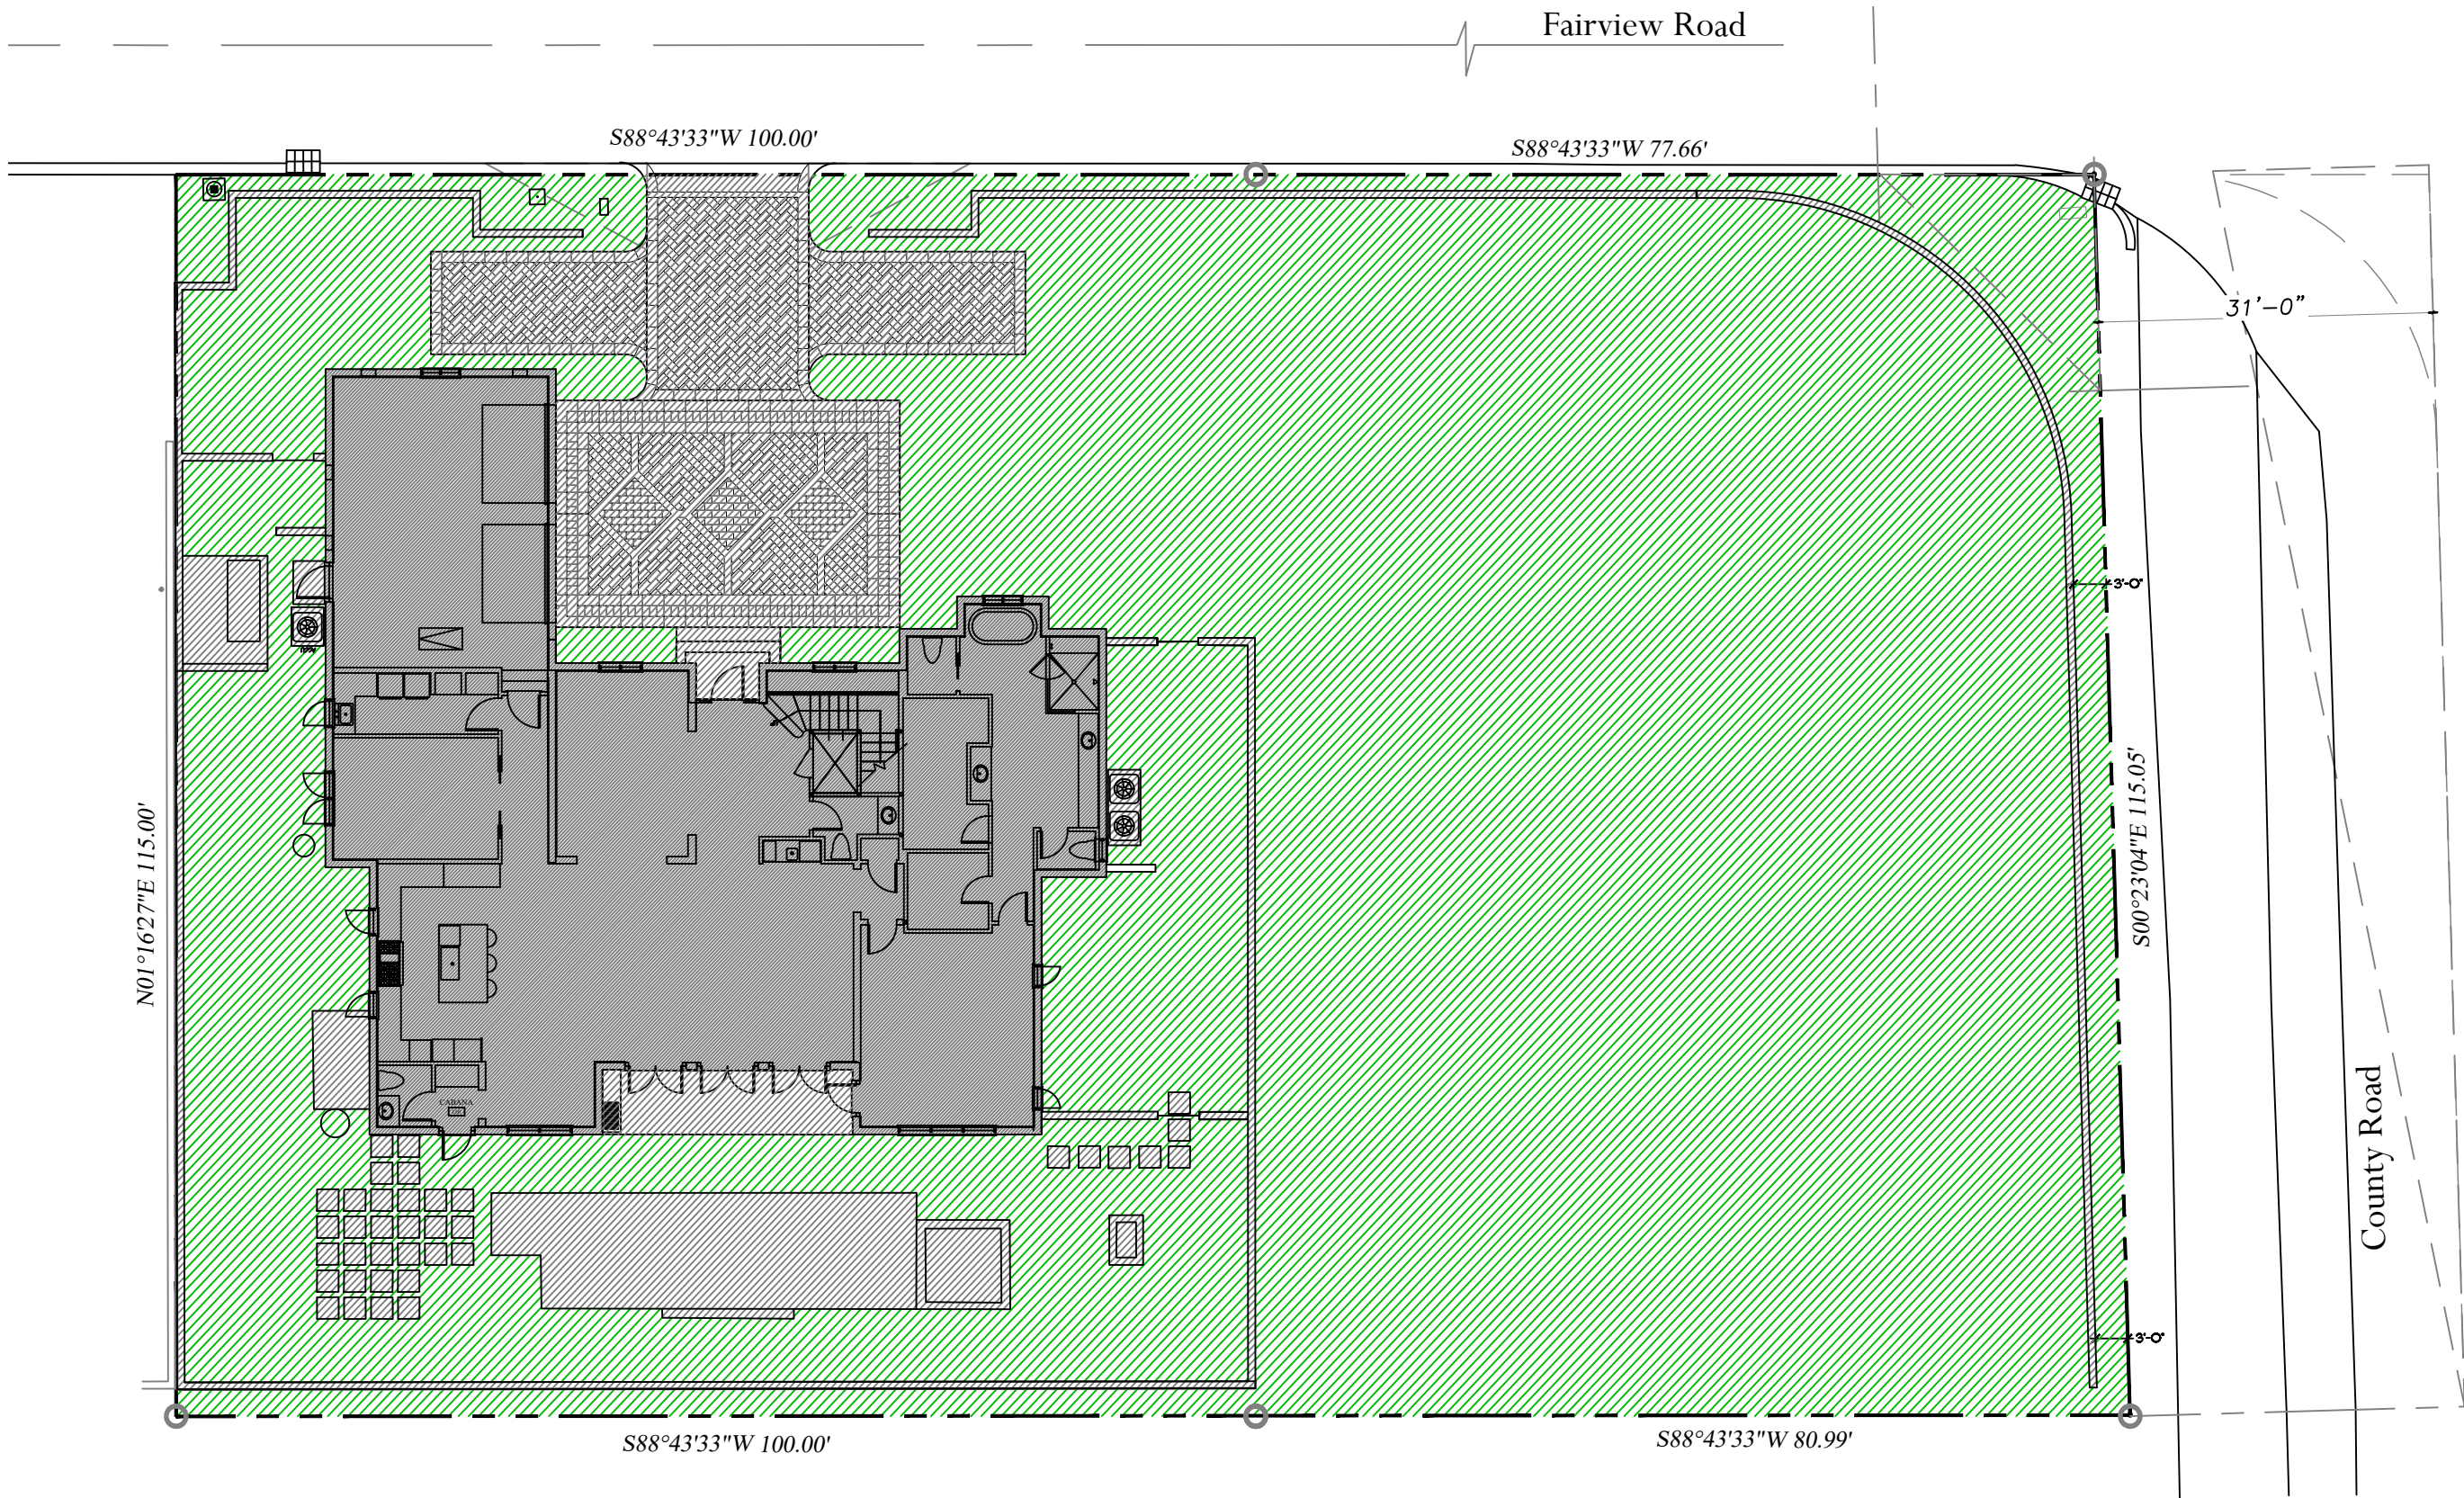 Fairview Road
S88°43'33"W 100.00'
S88°43'33"W 77.66'
31'-0"
3'-0"
N01°16'27"E 115.00'
S00°23'04"E 115.05'
CABANA
County Road
3'-0"
S88°43'33"W 100.00'
S88°43'33"W 80.99'